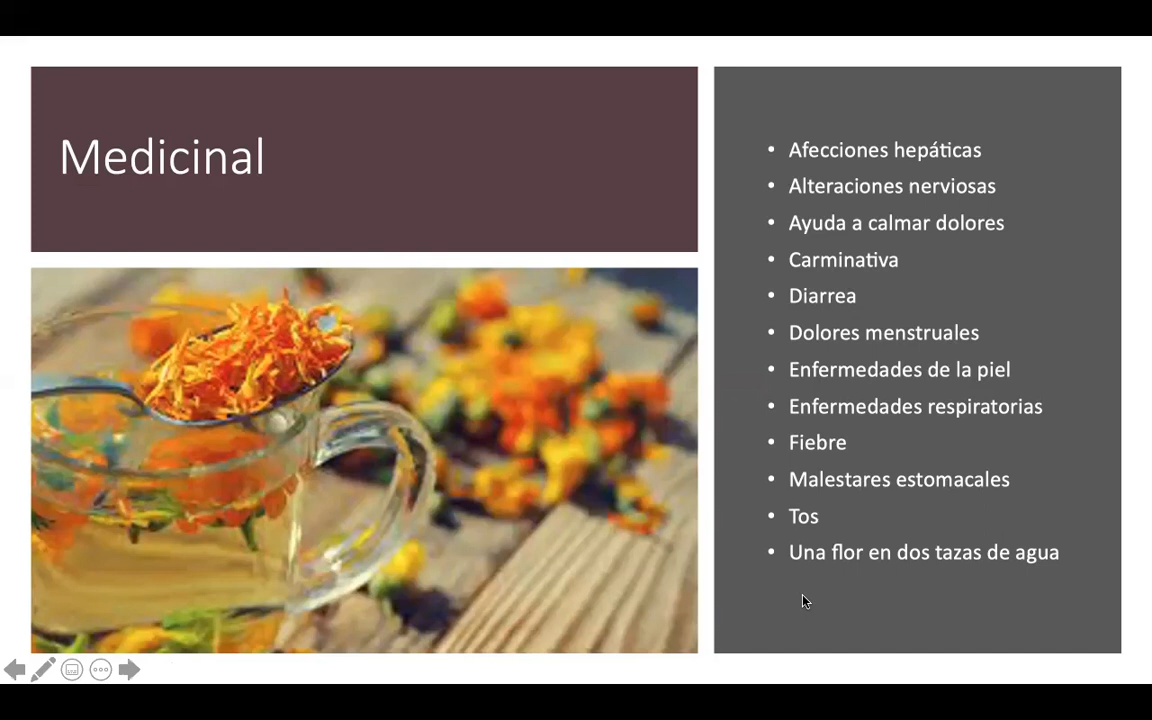 Medicinal
• Afecciones hepáticas
• Alteraciones nerviosas
• Ayuda a calmar dolores
• Carminativa
• Diarrea
• Dolores menstruales
• Enfermedades de la piel
• Enfermedades respiratorias
• Fiebre
• Malestares estomacales
• Tos
• Una flor en dos tazas de agua